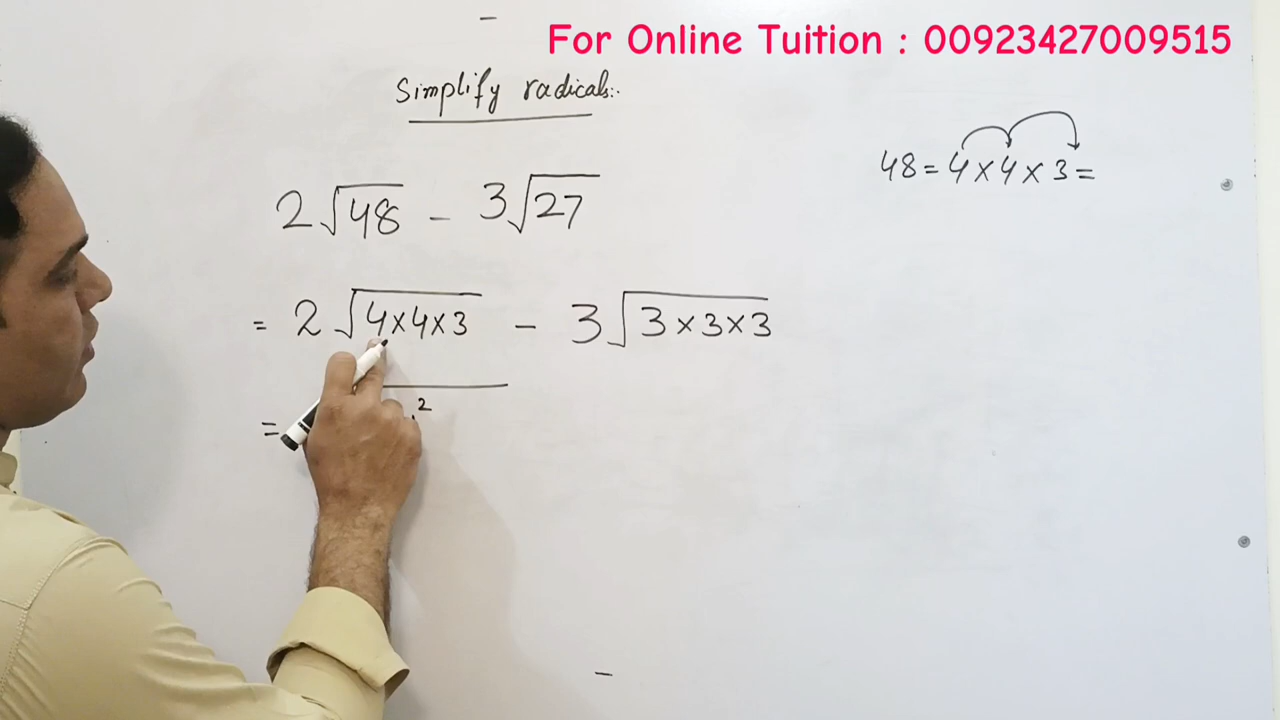 For Online Tuition : 00923427009515
Simplify radicals:.
48 = 4 × 4 × 3 =
2√48 - 3√27
= 2√4×4×3 - 3√3×3×3
= 2